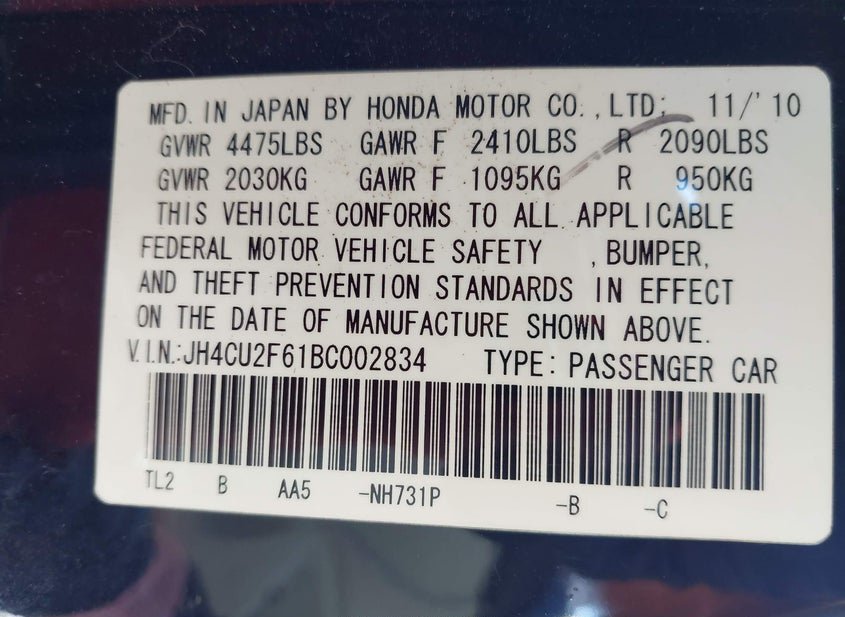 MFD. IN JAPAN BY HONDA MOTOR CO.,LTD; 11/'10
GVWR 4475LBS GAWR F 2410LBS R 2090LBS
GVWR 2030KG GAWR F 1095KG R 950KG
THIS VEHICLE CONFORMS TO ALL APPLICABLE
FEDERAL MOTOR VEHICLE SAFETY ,BUMPER,
AND THEFT PREVENTION STANDARDS IN EFFECT
ON THE DATE OF MANUFACTURE SHOWN ABOVE.
V.I.N.:JH4CU2F61BC002834 TYPE: PASSENGER CAR
TL2 B AA5 -NH731P -B -C